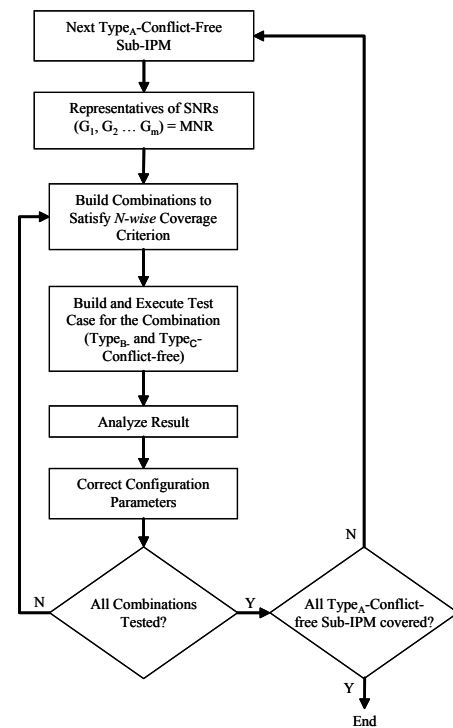 Next TypeA-Conflict-Free
Sub-IPM
Representatives of SNRs
(G1, G2 … Gm) = MNR
Build Combinations to
Satisfy N-wise Coverage
Criterion
Build and Execute Test
Case for the Combination
(TypeB- and TypeC-
Conflict-free)
Analyze Result
Correct Configuration
Parameters
N
All Combinations
Tested?
Y
N
All TypeA-Conflict-
free Sub-IPM covered?
Y
End